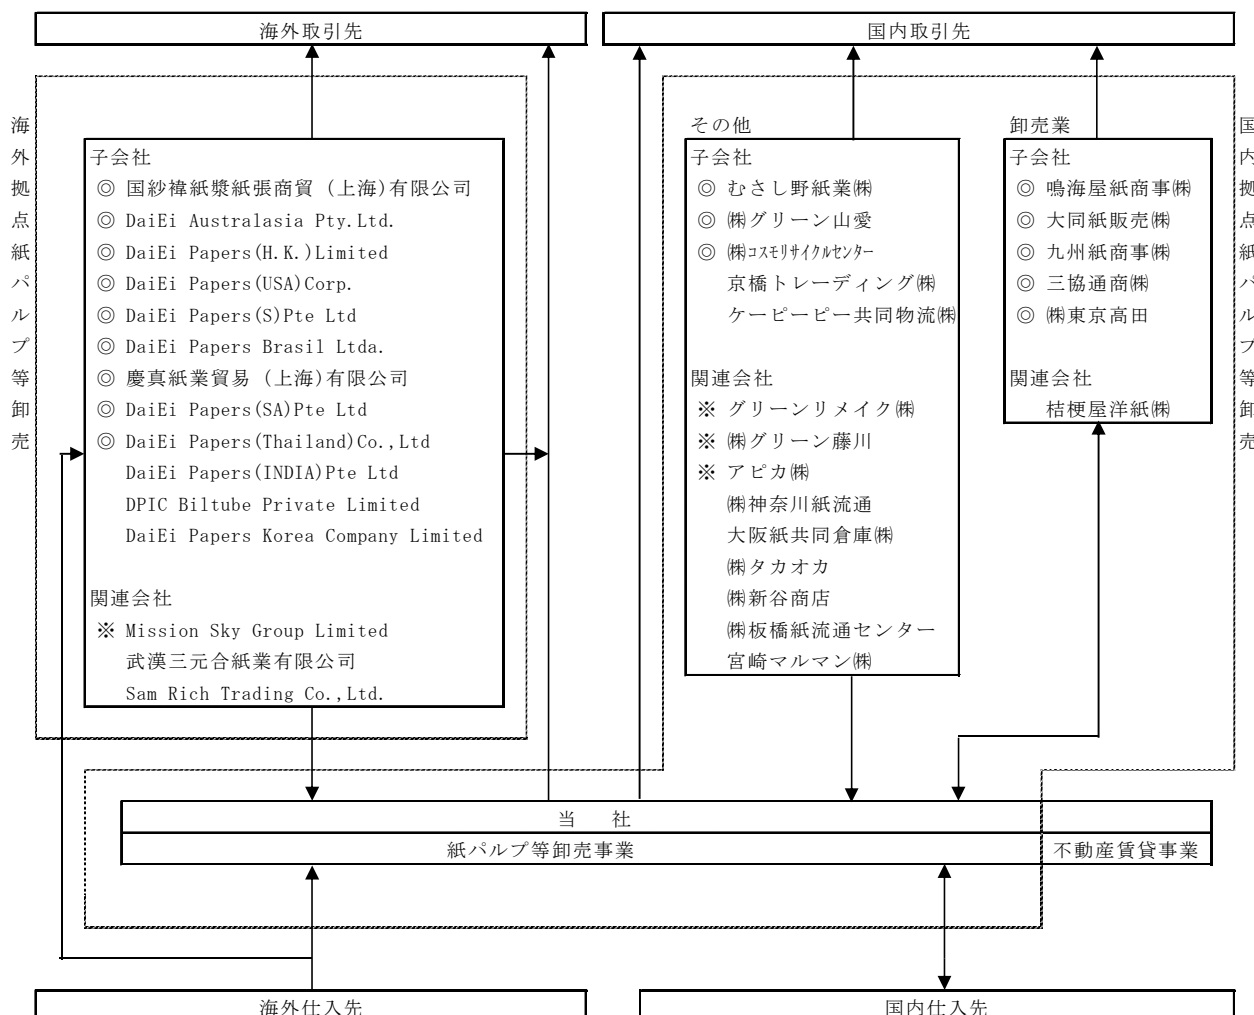 海外取引先
国内取引先
海外拠点紙パルプ等卸売
子会社
◎ 国紗褘紙漿紙張商貿 (上海)有限公司
◎ DaiEi Australasia Pty.Ltd.
◎ DaiEi Papers(H.K.)Limited
◎ DaiEi Papers(USA)Corp.
◎ DaiEi Papers(S)Pte Ltd
◎ DaiEi Papers Brasil Ltda.
◎ 慶真紙業貿易 (上海)有限公司
◎ DaiEi Papers(SA)Pte Ltd
◎ DaiEi Papers(Thailand)Co.,Ltd
DaiEi Papers(INDIA)Pte Ltd
DPIC Biltube Private Limited
DaiEi Papers Korea Company Limited
関連会社
※ Mission Sky Group Limited
武漢三元合紙業有限公司
Sam Rich Trading Co.,Ltd.
その他
子会社
◎ むさし野紙業㈱
◎ ㈱グリーン山愛
◎ ㈱コスモリサイクルセンター
京橋トレーディング㈱
ケーピーピー共同物流㈱
関連会社
※ グリーンリメイク㈱
※ ㈱グリーン藤川
※ アピカ㈱
㈱神奈川紙流通
大阪紙共同倉庫㈱
㈱タカオカ
㈱新谷商店
㈱板橋紙流通センター
宮崎マルマン㈱
卸売業
子会社
◎ 鳴海屋紙商事㈱
◎ 大同紙販売㈱
◎ 九州紙商事㈱
◎ 三協通商㈱
◎ ㈱東京高田
関連会社
桔梗屋洋紙㈱
国内拠点紙パルプ等卸売
当 社
紙パルプ等卸売事業
不動産賃貸事業
海外仕入先
国内仕入先